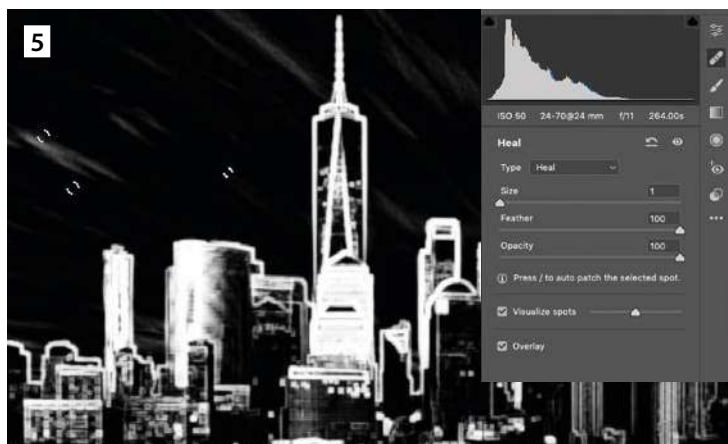 5
ISO 50 24-70@24 mm f/11 264.00s
Heal
Type Heal
Size 1
Feather 100
Opacity 100
Press / to auto patch the selected spot.
Visualize spots
Overlay